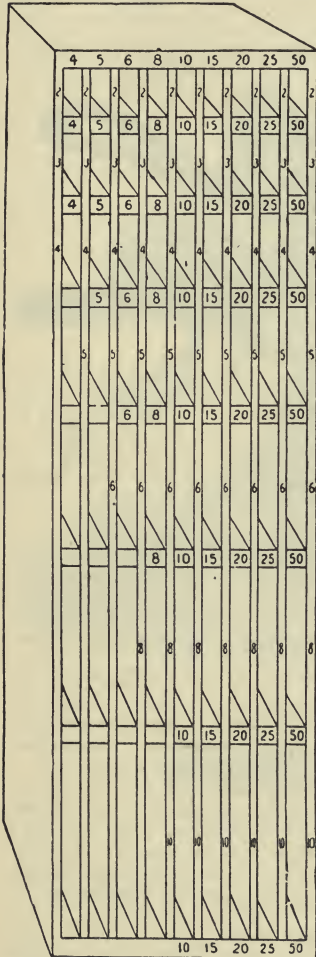 4 5 6 8 10 15 20 25 50
2 2 2 2 2 2 2 2 2 2
4 5 6 8 10 15 20 25 50
3 3 3 3 3 3 3 3 3 3
4 5 6 8 10 15 20 25 50
4 4 4 4 4 4 4 4 4 4
5 6 8 10 15 20 25 50
5 5 5 5 5 5 5 5 5
6 8 10 15 20 25 50
6 6 6 6 6 6 6 6
8 10 15 20 25 50
8 8 8 8 8 8 8
10 15 20 25 50
10 10 10 10 10 10
10 15 20 25 50